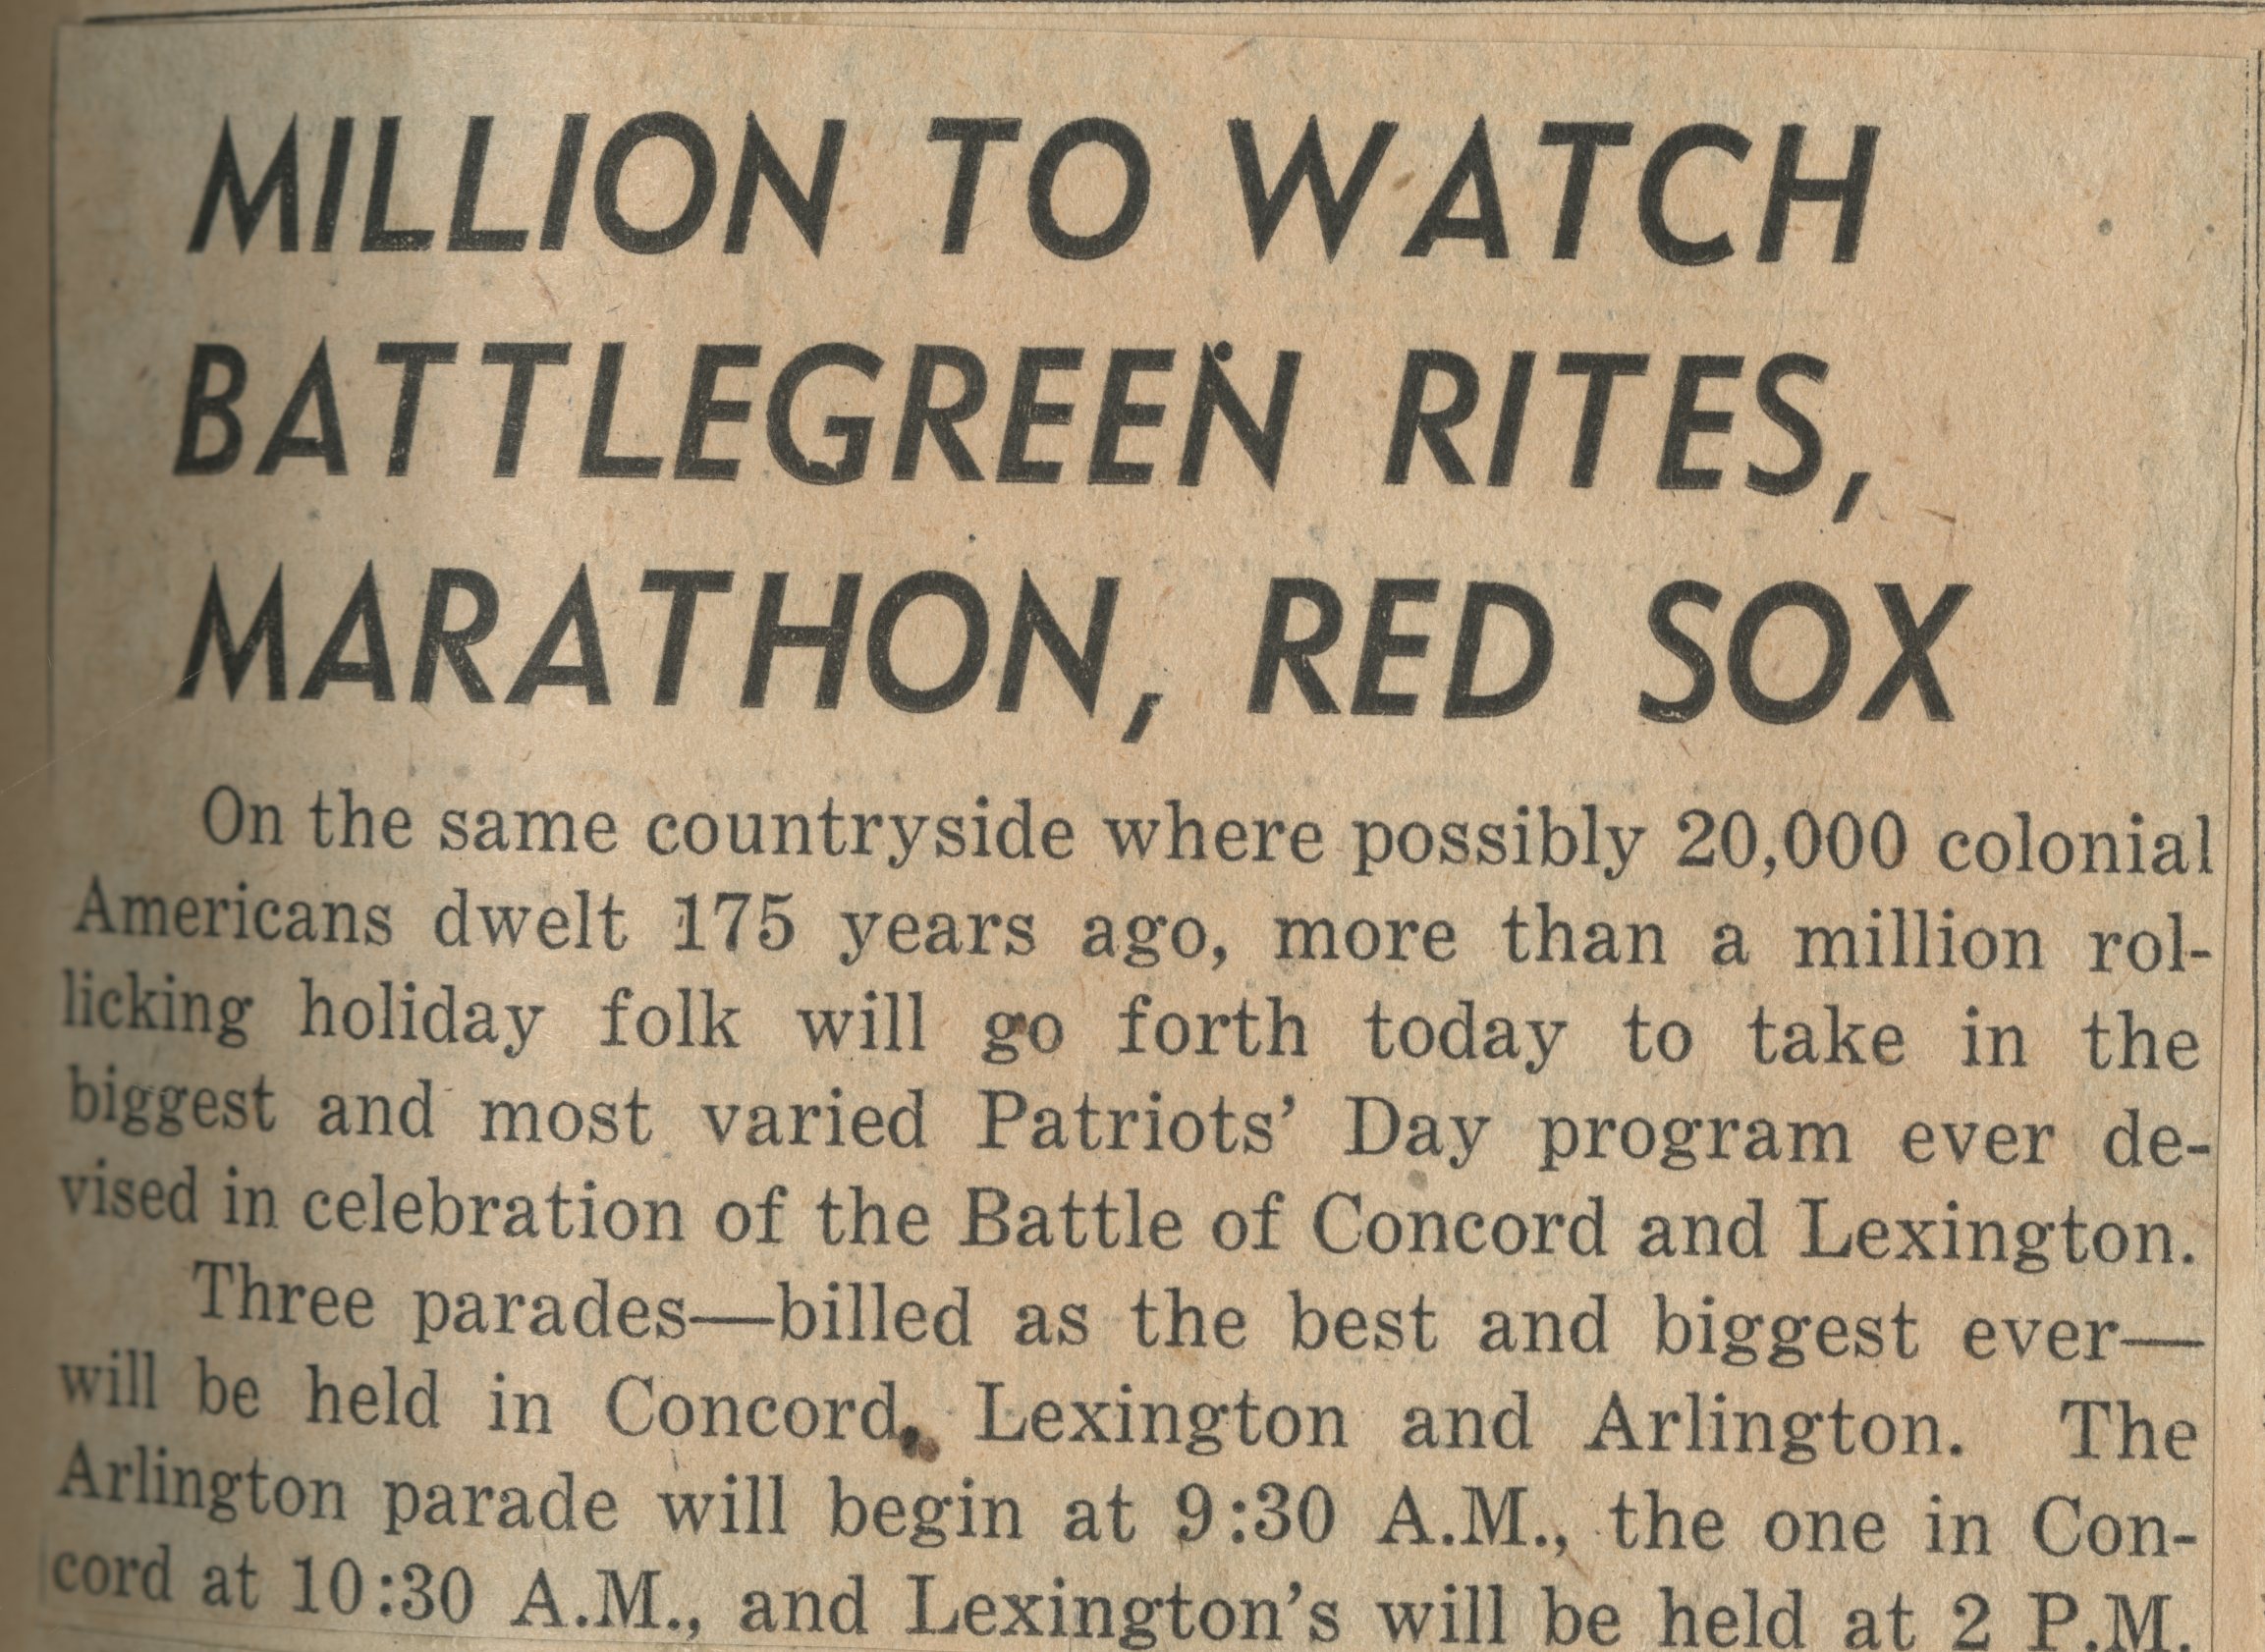 MILLION TO WATCH
BATTLEGREEN RITES,
MARATHON, RED SOX
On the same countryside where possibly 20,000 colonial
Americans dwelt 175 years ago, more than a million rol-
licking holiday folk will go forth today to take in the
biggest and most varied Patriots' Day program ever de-
vised in celebration of the Battle of Concord and Lexington.
Three parades—billed as the best and biggest ever—
will be held in Concord, Lexington and Arlington. The
Arlington parade will begin at 9:30 A.M., the one in Con-
cord at 10:30 A.M., and Lexington's will be held at 2 P.M.